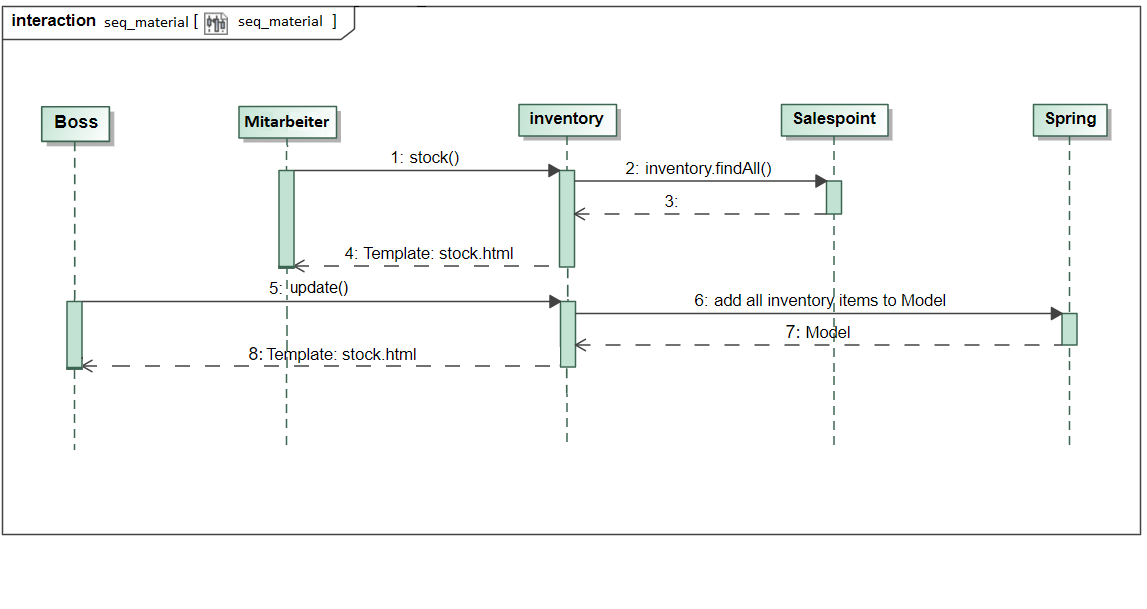 interaction seq_material [ seq_material ]
Boss
Mitarbeiter
inventory
Salespoint
Spring
1: stock()
2: inventory.findAll()
3:
4: Template: stock.html
5: update()
6: add all inventory items to Model
7: Model
8: Template: stock.html